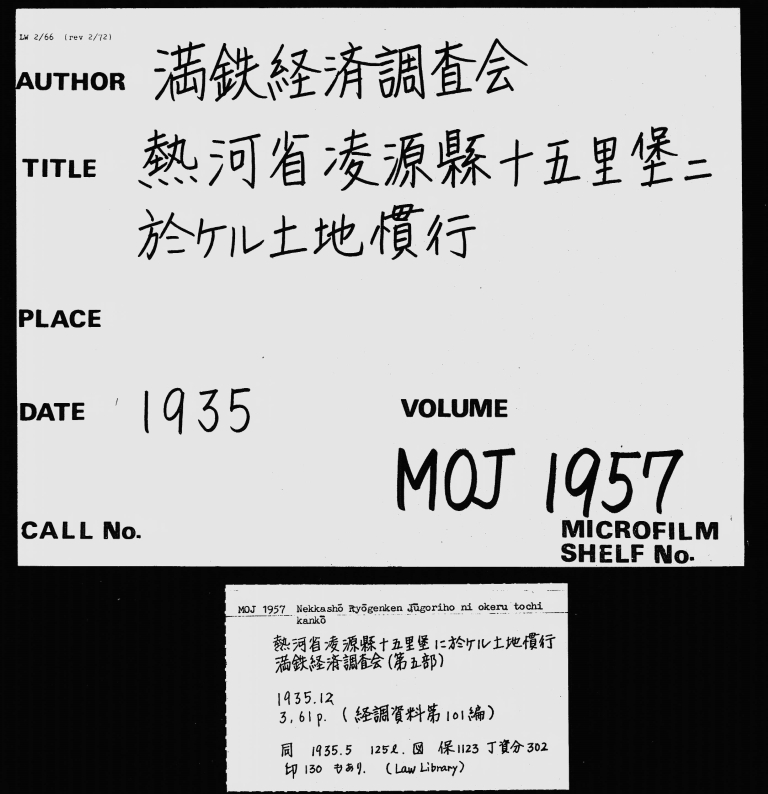 LW 2/66 (rev 2/72)
AUTHOR 満鉄経済調査会
TITLE 熱河省凌源縣十五里堡ニ
於ケル土地慣行
PLACE
DATE 1935
VOLUME
MOJ 1957
CALL No.
MICROFILM
SHELF No.
MOJ 1957 Nekkashō Ryōgenken Jūgoriho ni okeru tochi
kankō
熱河省凌源縣十五里堡に於ケル土地慣行
満鉄経済調査会(第五部)
1935.12
3,61p. (経調資料第101編)
同 1935.5 125l. 図 保1123 丁資分302
印130 もあり. (Law Library)